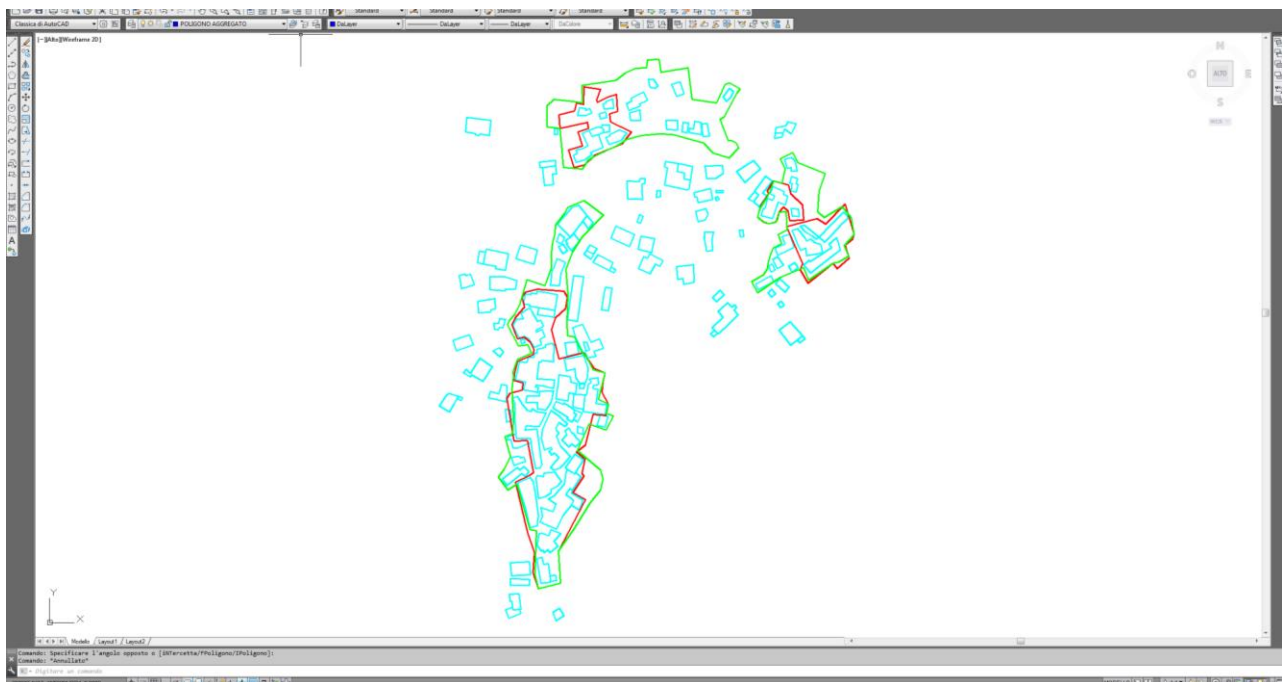 Standard Standard Standard Standard
Classica di AutoCAD POLIGONO AGGREGATO DaLayer DaLayer DaLayer DaColore
[-][Alto][Wireframe 2D]
N
O ALTO E
S
Y
X
Modello Layout1 Layout2
Comando: Specificare l'angolo opposto o [INTercetta/FPoligono/IPoligono]:
Comando: *Annullato*
Digitare un comando